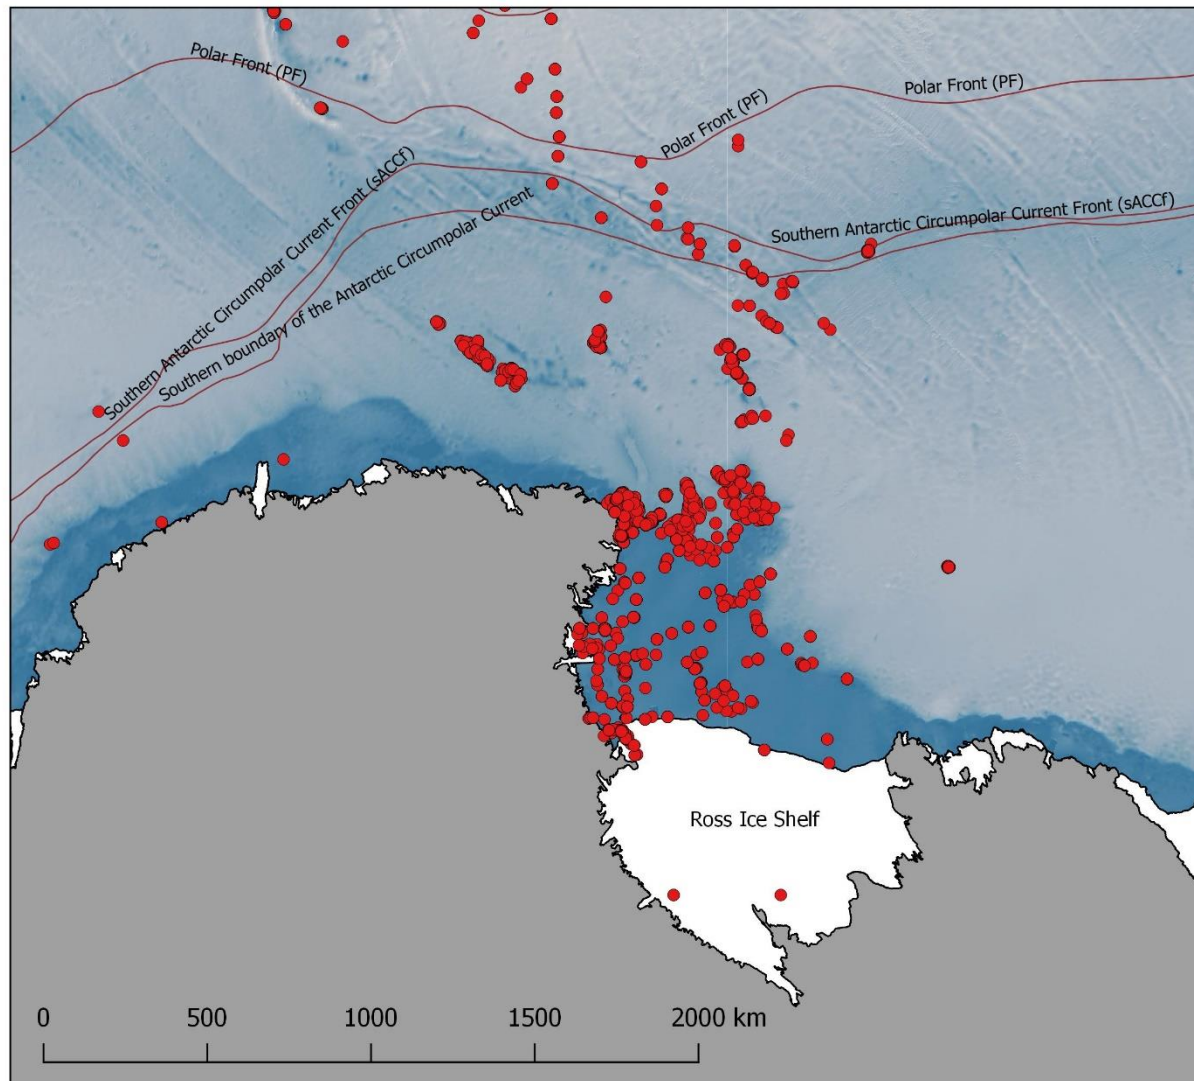 Polar Front (PF)
Polar Front (PF)
Polar Front (PF)
Southern Antarctic Circumpolar Current Front (sACCf)
Southern boundary of the Antarctic Circumpolar Current
Southern Antarctic Circumpolar Current Front (sACCf)
Ross Ice Shelf
0 500 1000 1500 2000 km